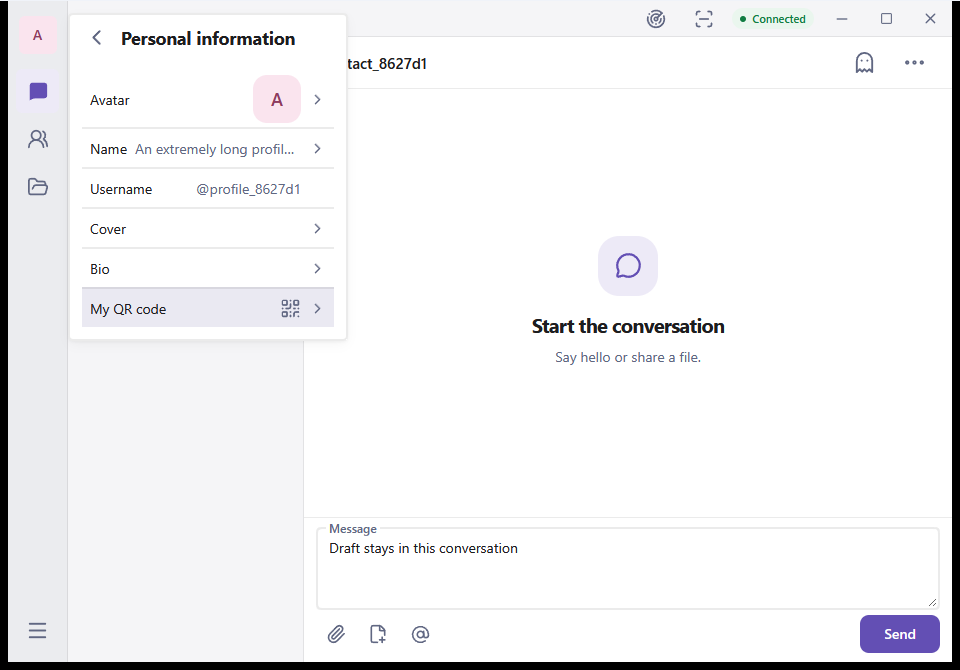 A
Personal information
Connected
tact_8627d1
Avatar
A
Name An extremely long profil...
Username @profile_8627d1
Cover
Bio
My QR code
Start the conversation
Say hello or share a file.
Message
Draft stays in this conversation
Send